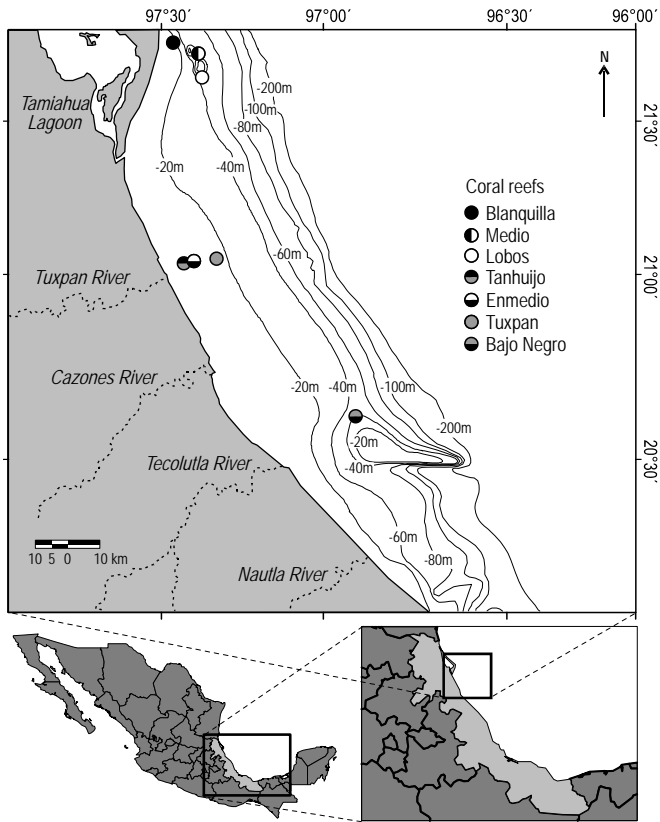 97°30'
97°00'
96°30'
96°00'
N
-200m
-100m
-80m
-40m
-20m
Tamiahua
Lagoon
21°30'
Coral reefs
Blanquilla
Medio
Lobos
Tanhuijo
Enmedio
Tuxpan
Bajo Negro
-60m
21°00'
Tuxpan River
Cazones River
-20m
-40m
-100m
-200m
-20m
-40m
20°30'
Tecolutla River
-60m
-80m
10 5 0 10 km
Nautla River